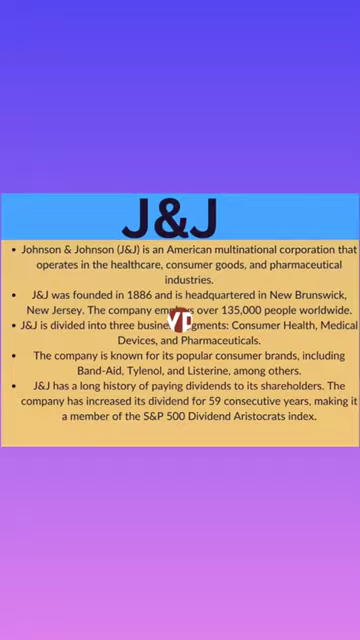 J&J
• Johnson & Johnson (J&J) is an American multinational corporation that
operates in the healthcare, consumer goods, and pharmaceutical
industries.
• J&J was founded in 1886 and is headquartered in New Brunswick,
New Jersey. The company employs over 135,000 people worldwide.
• J&J is divided into three business segments: Consumer Health, Medical
Devices, and Pharmaceuticals.
• The company is known for its popular consumer brands, including
Band-Aid, Tylenol, and Listerine, among others.
• J&J has a long history of paying dividends to its shareholders. The
company has increased its dividend for 59 consecutive years, making it
a member of the S&P 500 Dividend Aristocrats index.
VP